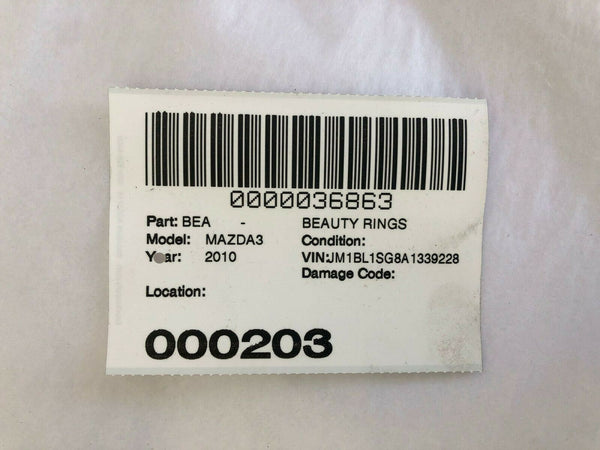 0000036863
Part: BEA - BEAUTY RINGS
Model: MAZDA3 Condition:
Year: 2010 VIN:JM1BL1SG8A1339228
Damage Code:
Location:
000203